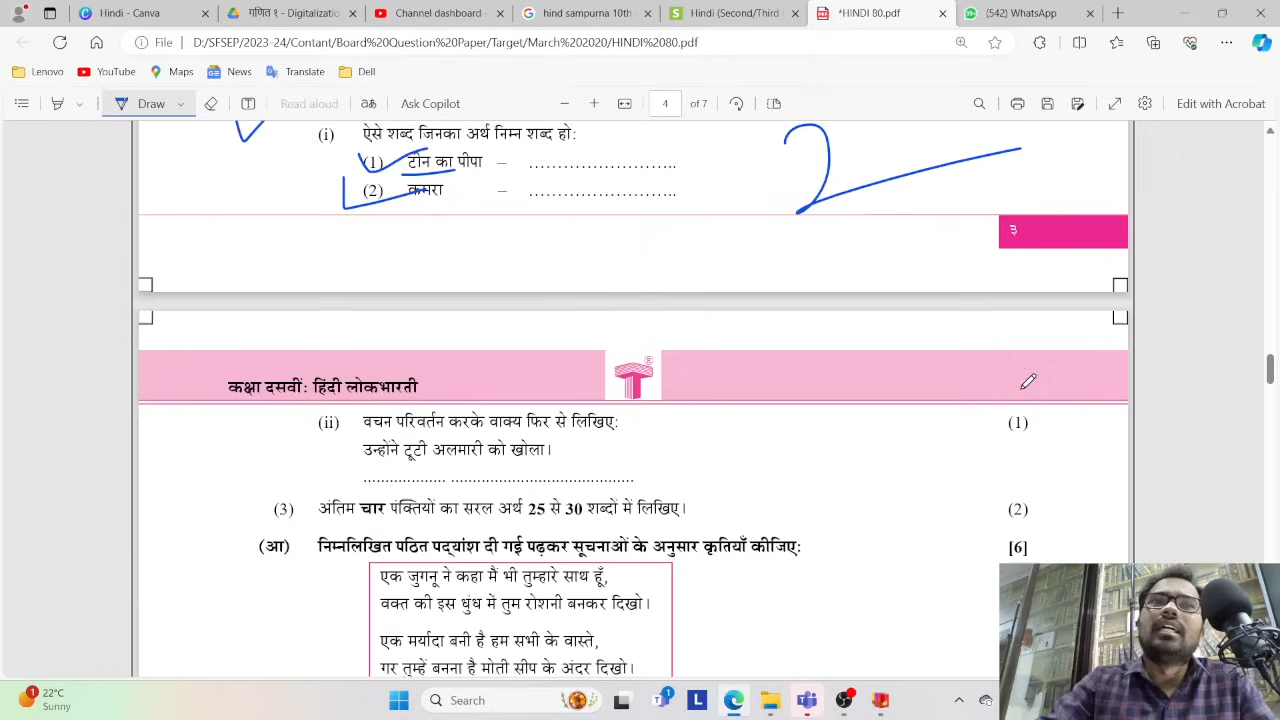 Hindi - Canva
गणित १ - Digitalization
Channel dashboard -
hind sampurna 10th
Hindi (Second/Third
*HINDI 80.pdf
(542) WhatsApp
File D:/SFSEP/2023-24/Contant/Board%20Question%20Paper/Target/March%202020/HINDI%2080.pdf
Lenovo YouTube Maps News Translate Dell
Draw Read aloud Ask Copilot 4 of 7 Edit with Acrobat
(i) ऐसे शब्द जिनका अर्थ निम्न शब्द हो:
(1) टीन का पीपा – ..........................
(2) कमरा – ..........................
३
कक्षा दसवीं: हिंदी लोकभारती
(ii) वचन परिवर्तन करके वाक्य फिर से लिखिए: (1)
उन्होंने टूटी अलमारी को खोला।
................... ..........................................
(3) अंतिम चार पंक्तियों का सरल अर्थ 25 से 30 शब्दों में लिखिए। (2)
(आ) निम्नलिखित पठित पद्यांश दी गई पढ़कर सूचनाओं के अनुसार कृतियाँ कीजिए: [6]
एक जुगनू ने कहा मैं भी तुम्हारे साथ हूँ,
वक्त की इस धुंध में तुम रोशनी बनकर दिखो।
एक मर्यादा बनी है हम सभी के वास्ते,
गर तुम्हें बनना है मोती सीप के अंदर दिखो।
22°C
Sunny
Search